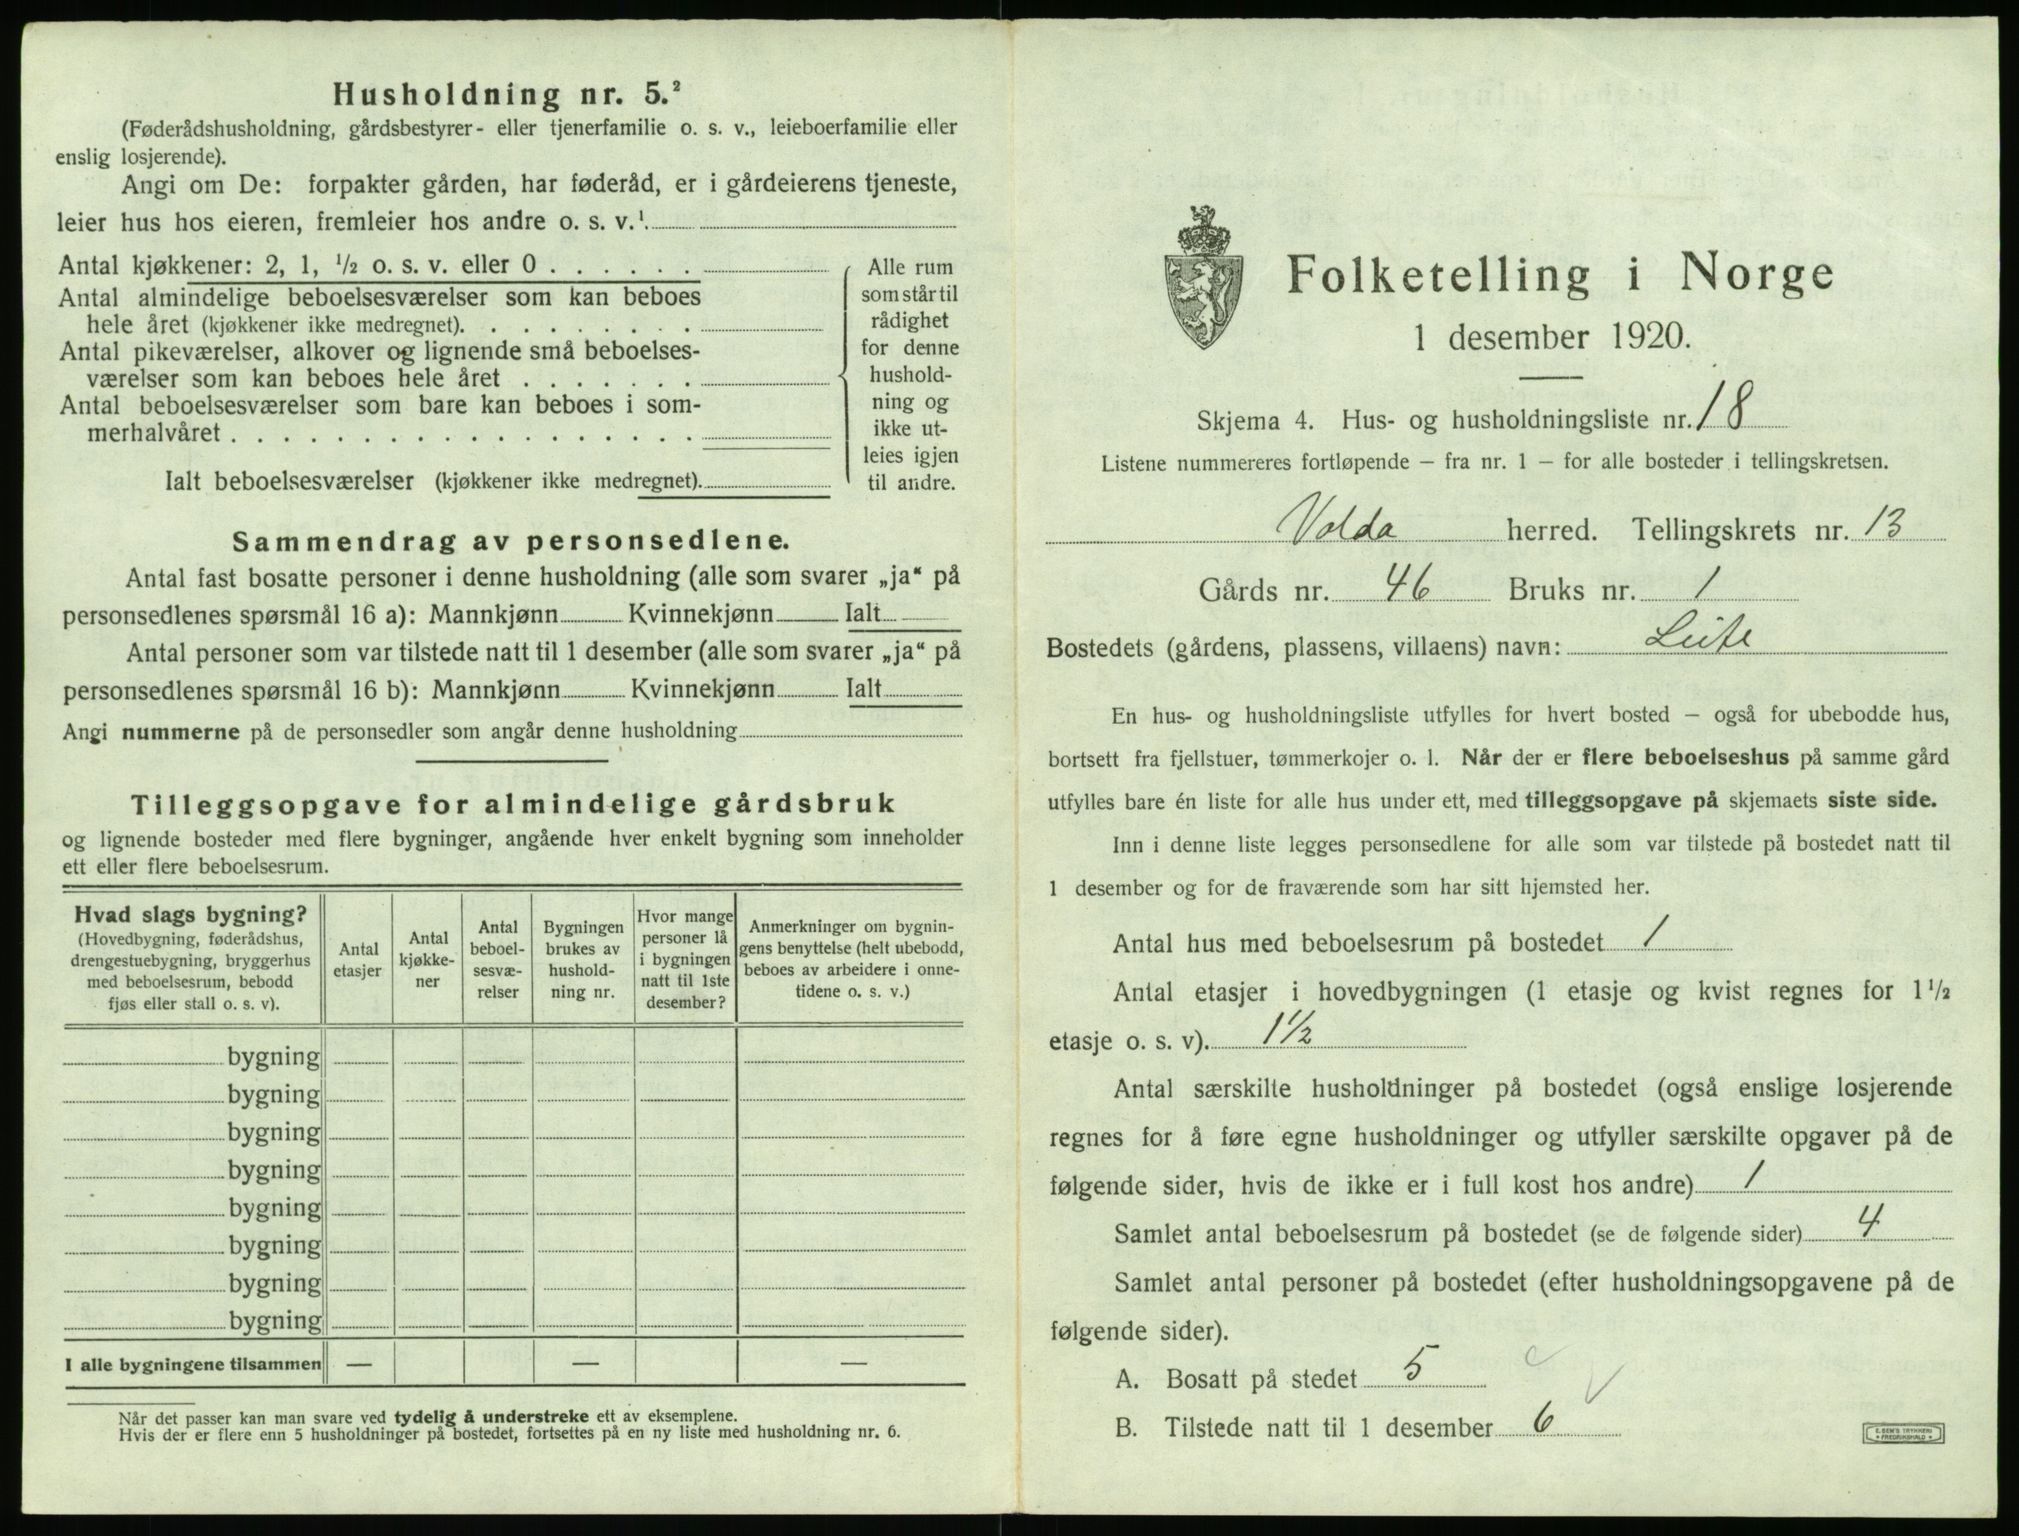 Husholdning nr. 5.²
(Føderådshusholdning, gårdsbestyrer- eller tjenerfamilie o. s. v., leieboerfamilie eller
enslig losjerende).
Angi om De: forpakter gården, har føderåd, er i gårdeierens tjeneste,
leier hus hos eieren, fremleier hos andre o. s. v.¹
Antal kjøkkener: 2, 1, ½ o. s. v. eller 0 . . . . . .
Antal almindelige beboelsesværelser som kan beboes
hele året (kjøkkener ikke medregnet). . . . . . . . .
Antal pikeværelser, alkover og lignende små beboelses-
værelser som kan beboes hele året . . . . . . .
Antal beboelsesværelser som bare kan beboes i som-
merhalvåret . . . . . . . . . . . . . . . . . .
Ialt beboelsesværelser (kjøkkener ikke medregnet).
Alle rum
som står til
rådighet
for denne
hushold-
ning og
ikke ut-
leies igjen
til andre.
Sammendrag av personsedlene.
Antal fast bosatte personer i denne husholdning (alle som svarer „ja“ på
personsedlenes spørsmål 16 a): Mannkjønn Kvinnekjønn Ialt
Antal personer som var tilstede natt til 1 desember (alle som svarer „ja“ på
personsedlenes spørsmål 16 b): Mannkjønn Kvinnekjønn Ialt
Angi nummerne på de personsedler som angår denne husholdning
Tilleggsopgave for almindelige gårdsbruk
og lignende bosteder med flere bygninger, angående hver enkelt bygning som inneholder
ett eller flere beboelsesrum.
Hvad slags bygning?
(Hovedbygning, føderådshus,
drengestuebygning, bryggerhus
med beboelsesrum, bebodd
fjøs eller stall o. s. v).
Antal
etasjer
Antal
kjøkke-
ner
Antal
beboel-
sesvæ-
relser
Bygningen
brukes av
hushold-
ning nr.
Hvor mange
personer lå
i bygningen
natt til 1ste
desember?
Anmerkninger om bygnin-
gens benyttelse (helt ubebodd,
beboes av arbeidere i onne-
tidene o. s. v.)
bygning
bygning
bygning
bygning
bygning
bygning
bygning
bygning
I alle bygningene tilsammen — — —
Når det passer kan man svare ved tydelig å understreke ett av eksemplene.
Hvis der er flere enn 5 husholdninger på bostedet, fortsettes på en ny liste med husholdning nr. 6.
Folketelling i Norge
1 desember 1920.
Skjema 4. Hus- og husholdningsliste nr. 18
Listene nummereres fortløpende – fra nr. 1 – for alle bosteder i tellingskretsen.
Volda herred. Tellingskrets nr. 13
Gårds nr. 46 Bruks nr. 1
Bostedets (gårdens, plassens, villaens) navn: Leite
En hus- og husholdningsliste utfylles for hvert bosted – også for ubebodde hus,
bortsett fra fjellstuer, tømmerkojer o. l. Når der er flere beboelseshus på samme gård
utfylles bare én liste for alle hus under ett, med tilleggsopgave på skjemaets siste side.
Inn i denne liste legges personsedlene for alle som var tilstede på bostedet natt til
1 desember og for de fraværende som har sitt hjemsted her.
Antal hus med beboelsesrum på bostedet 1
Antal etasjer i hovedbygningen (1 etasje og kvist regnes for 1½
etasje o. s. v). 1½
Antal særskilte husholdninger på bostedet (også enslige losjerende
regnes for å føre egne husholdninger og utfyller særskilte opgaver på de
følgende sider, hvis de ikke er i full kost hos andre) 1
Samlet antal beboelsesrum på bostedet (se de følgende sider) 4
Samlet antal personer på bostedet (efter husholdningsopgavene på de
følgende sider).
A. Bosatt på stedet 5
B. Tilstede natt til 1 desember 6
E. SEM'S TRYKKERI
FREDRIKSHALD